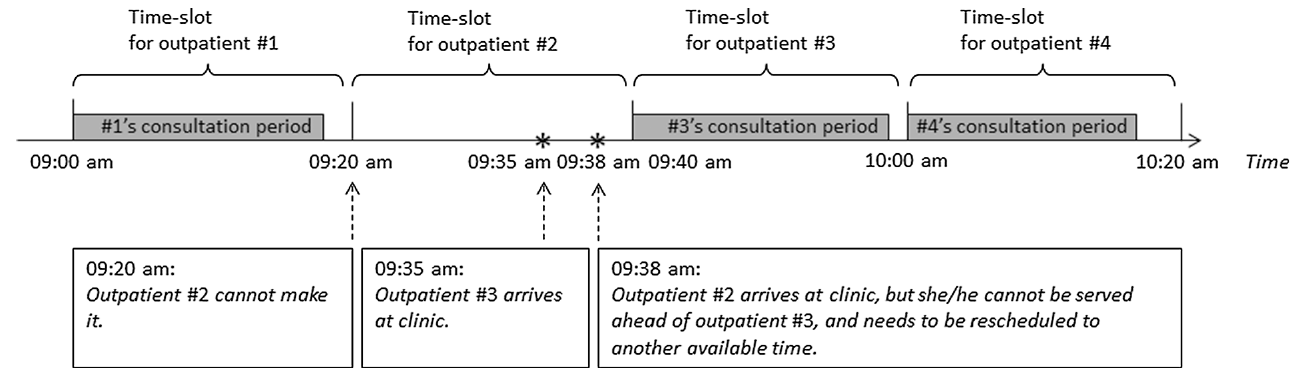 Time-slot
for outpatient #1
Time-slot
for outpatient #2
Time-slot
for outpatient #3
Time-slot
for outpatient #4
#1's consultation period
#3's consultation period
#4's consultation period
09:00 am
09:20 am
09:35 am
09:38 am
09:40 am
10:00 am
10:20 am
Time
09:20 am:
Outpatient #2 cannot make
it.
09:35 am:
Outpatient #3 arrives
at clinic.
09:38 am:
Outpatient #2 arrives at clinic, but she/he cannot be served
ahead of outpatient #3, and needs to be rescheduled to
another available time.